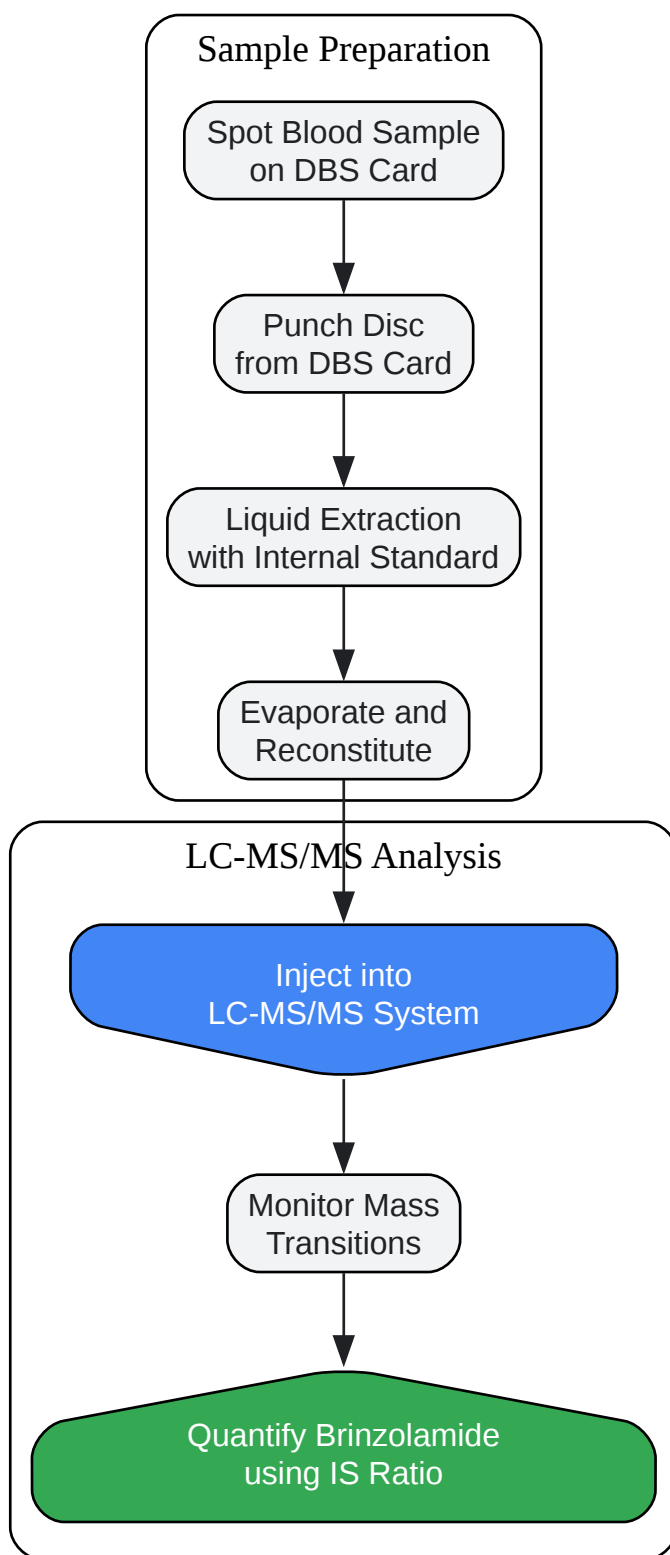 Sample Preparation
Spot Blood Sample
on DBS Card
Punch Disc
from DBS Card
Liquid Extraction
with Internal Standard
Evaporate and
Reconstitute
LC-MS/MS Analysis
Inject into
LC-MS/MS System
Monitor Mass
Transitions
Quantify Brinzolamide
using IS Ratio